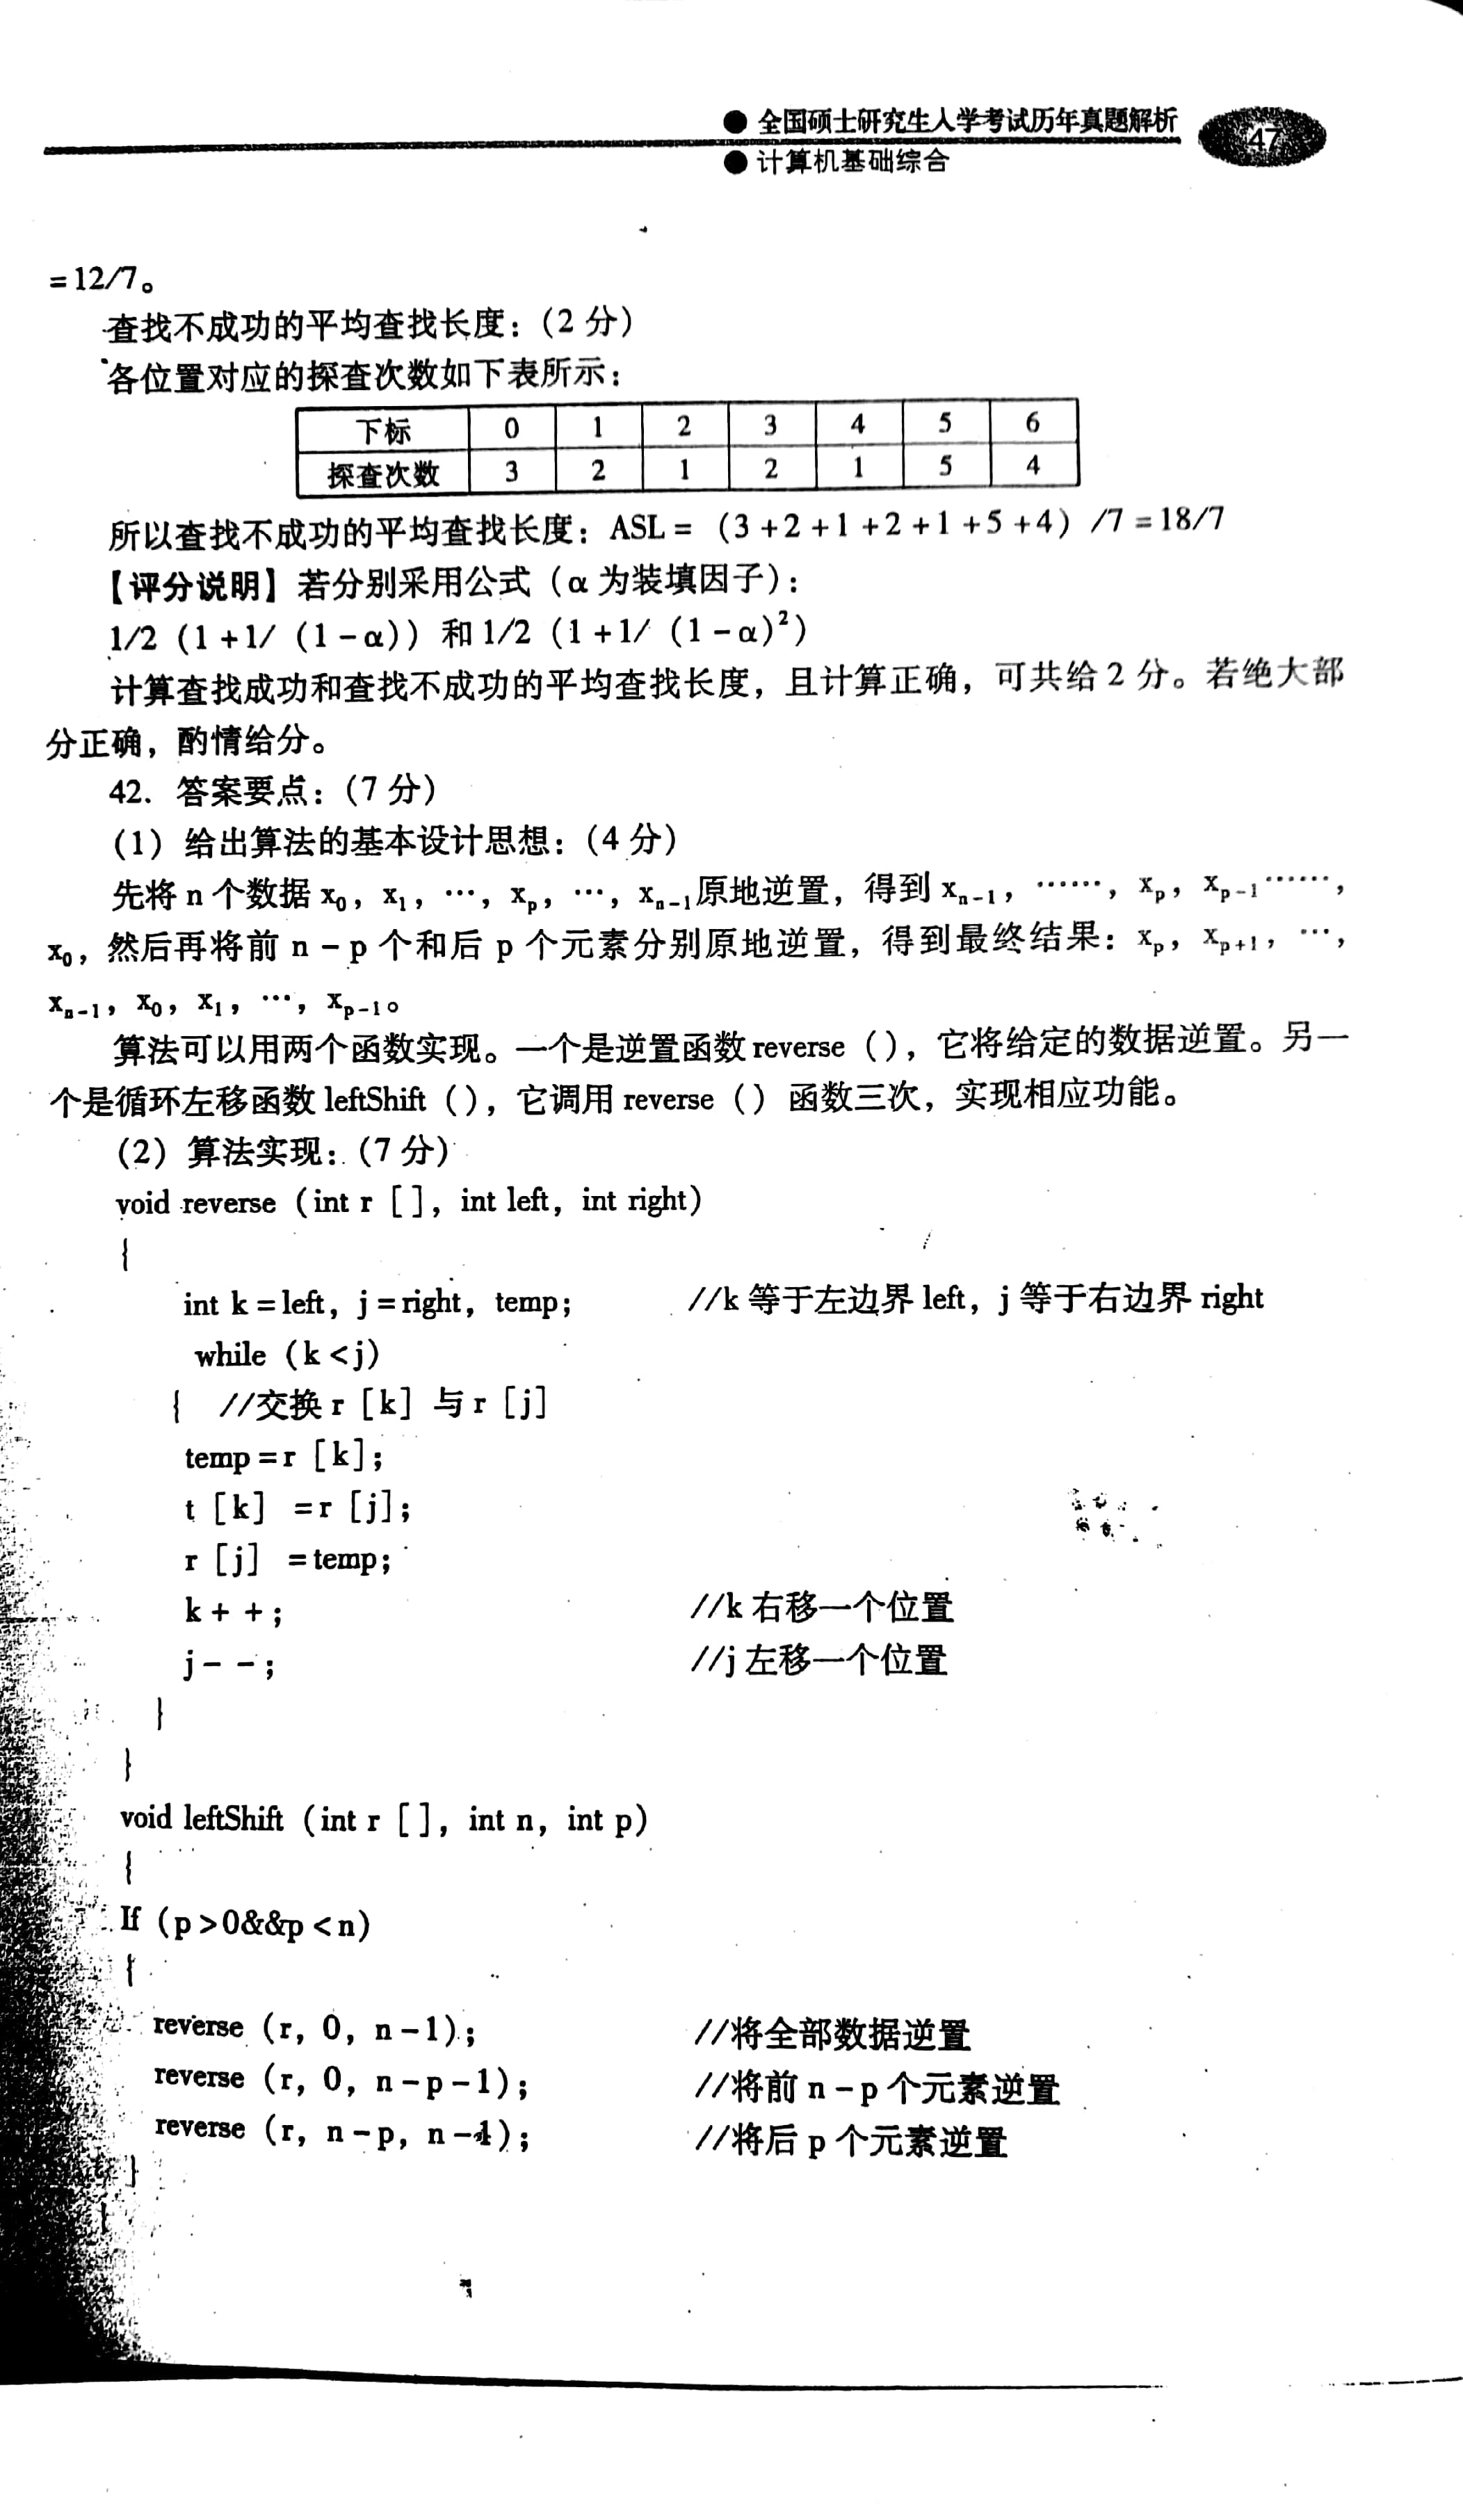 ● 全国硕士研究生入学考试历年真题解析 47
● 计算机基础综合
=12/7。
查找不成功的平均查找长度：（2 分）
各位置对应的探查次数如下表所示：
下标 0 1 2 3 4 5 6
探查次数 3 2 1 2 1 5 4
所以查找不成功的平均查找长度：ASL = （3 +2 +1 +2 +1 +5 +4）/7 =18/7
【评分说明】若分别采用公式（α 为装填因子）：
1/2（1 +1/（1 -α））和 1/2（1 +1/（1 -α）²）
计算查找成功和查找不成功的平均查找长度，且计算正确，可共给 2 分。若绝大部
分正确，酌情给分。
42. 答案要点：（7 分）
（1）给出算法的基本设计思想：（4 分）
先将 n 个数据 x₀，x₁，…，xₚ，…，xₙ₋₁原地逆置，得到 xₙ₋₁，……，xₚ，xₚ₋₁……，
x₀，然后再将前 n - p 个和后 p 个元素分别原地逆置，得到最终结果：xₚ，xₚ₊₁，…，
xₙ₋₁，x₀，x₁，…，xₚ₋₁。
算法可以用两个函数实现。一个是逆置函数 reverse（），它将给定的数据逆置。另一
个是循环左移函数 leftShift（），它调用 reverse（）函数三次，实现相应功能。
（2）算法实现：（7 分）
void reverse（int r［］，int left，int right）
{
int k =left，j =right，temp； //k 等于左边界 left，j 等于右边界 right
while（k <j）
{ //交换 r［k］与 r［j］
temp =r［k］；
t［k］ =r［j］；
r［j］ =temp；
k + +； //k 右移一个位置
j - -； //j 左移一个位置
}
}
void leftShift（int r［］，int n，int p）
{
If（p >0&&p <n）
{
reverse（r，0，n -1）； //将全部数据逆置
reverse（r，0，n -p -1）； //将前 n -p 个元素逆置
reverse（r，n -p，n -1）； //将后 p 个元素逆置
}